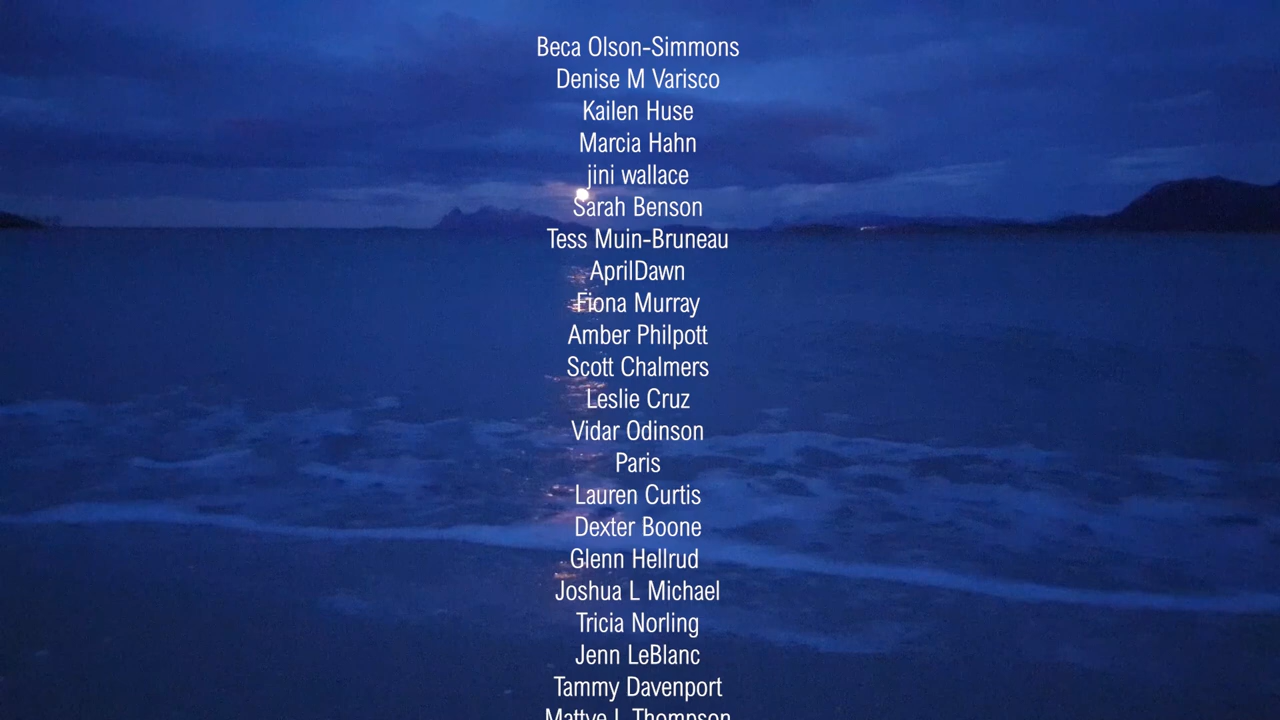 Beca Olson-Simmons
Denise M Varisco
Kailen Huse
Marcia Hahn
jini wallace
Sarah Benson
Tess Muin-Bruneau
AprilDawn
Fiona Murray
Amber Philpott
Scott Chalmers
Leslie Cruz
Vidar Odinson
Paris
Lauren Curtis
Dexter Boone
Glenn Hellrud
Joshua L Michael
Tricia Norling
Jenn LeBlanc
Tammy Davenport
Thompson